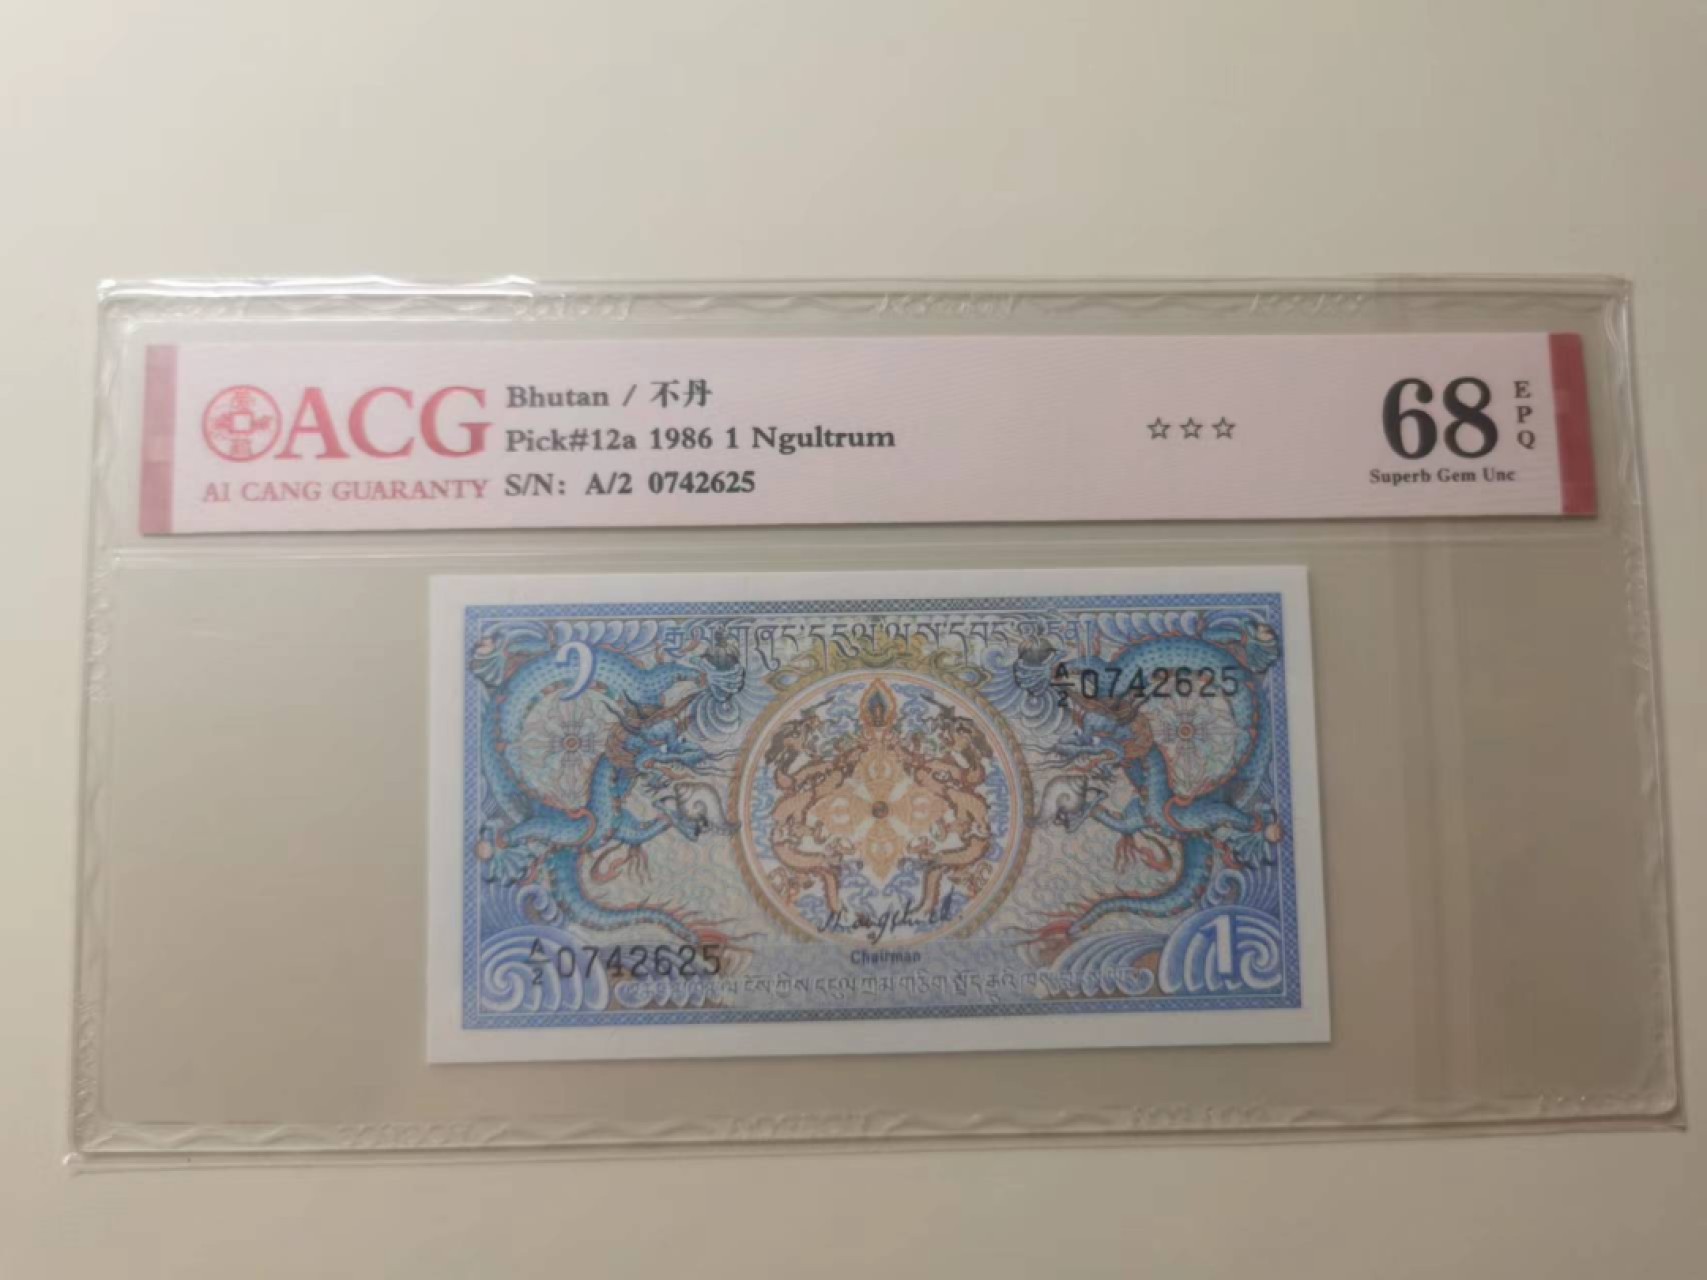 ACG
AI CANG GUARANTY
Bhutan / 不丹
Pick#12a 1986 1 Ngultrum
S/N: A/2 0742625
☆☆☆
68
EPQ
Superb Gem Unc
༡
A/2 0742625
A/2 0742625
Chairman
1